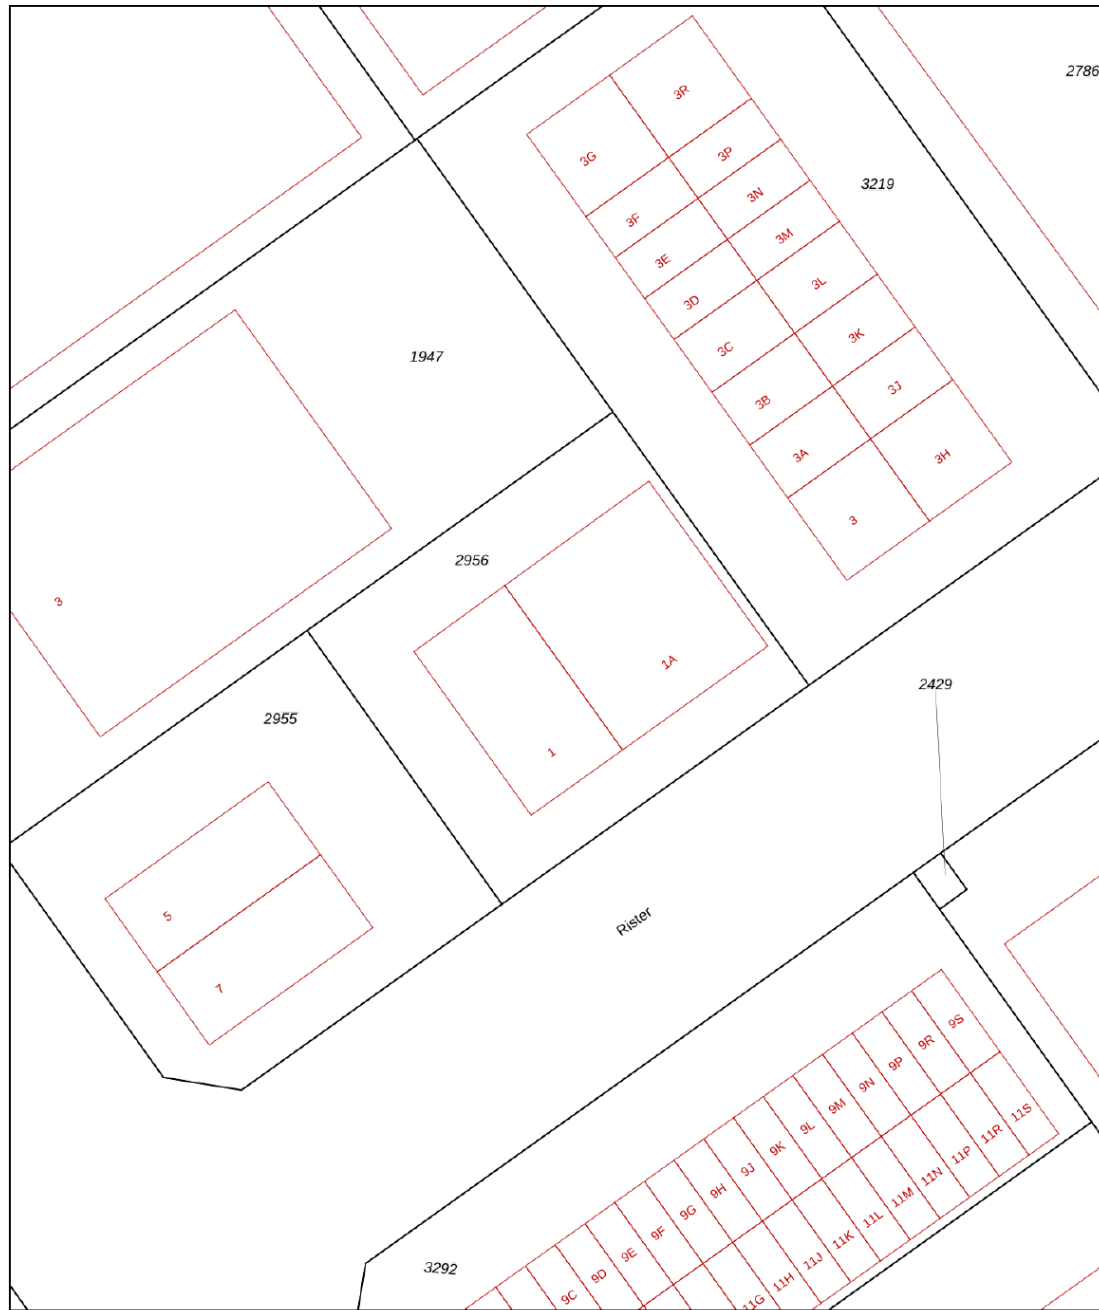 2786
3R
3G
3P
3219
3N
3F
3M
3E
3L
3D
3K
3C
1947
3J
3B
3A
3H
3
2956
3
1A
2429
2955
1
5
Rister
7
9S
9R
9P
9N
9M
9L
9K
9J
9H
9G
9F
9E
9D
9C
11S
11R
11P
11N
11M
11L
11K
11J
11H
11G
3292